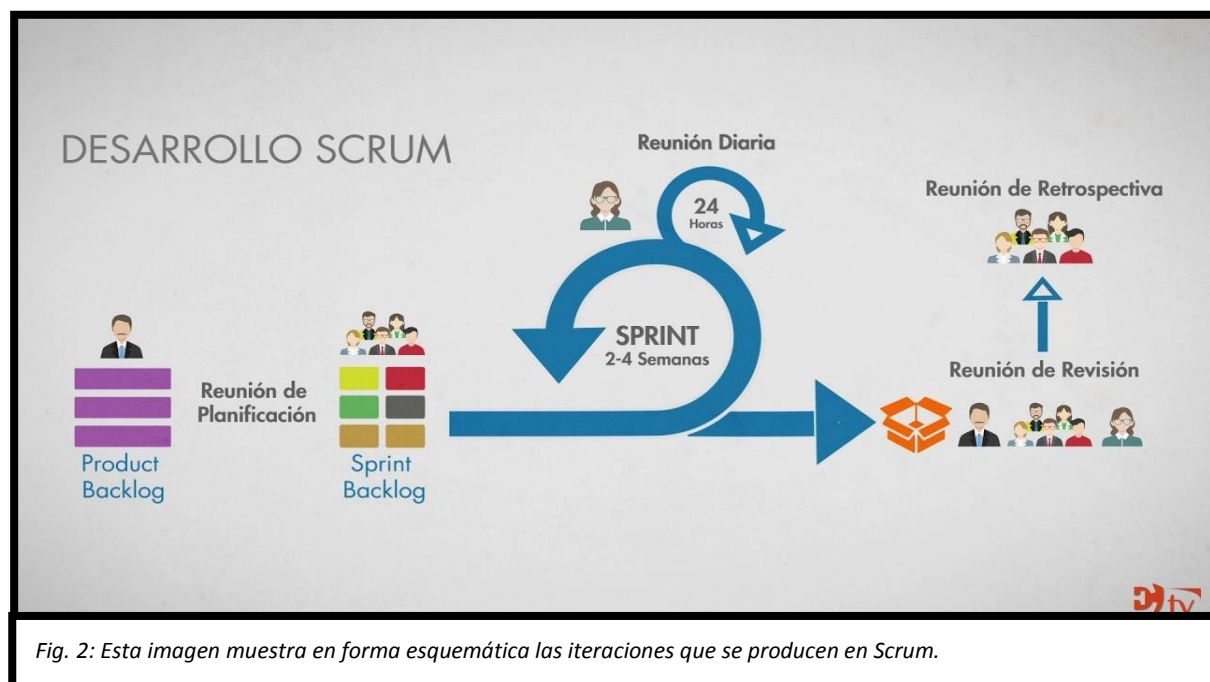 DESARROLLO SCRUM
Reunión Diaria
24
Horas
SPRINT
2-4 Semanas
Reunión de Retrospectiva
Reunión de Revisión
Reunión de
Planificación
Product
Backlog
Sprint
Backlog
tv
Fig. 2: Esta imagen muestra en forma esquemática las iteraciones que se producen en Scrum.